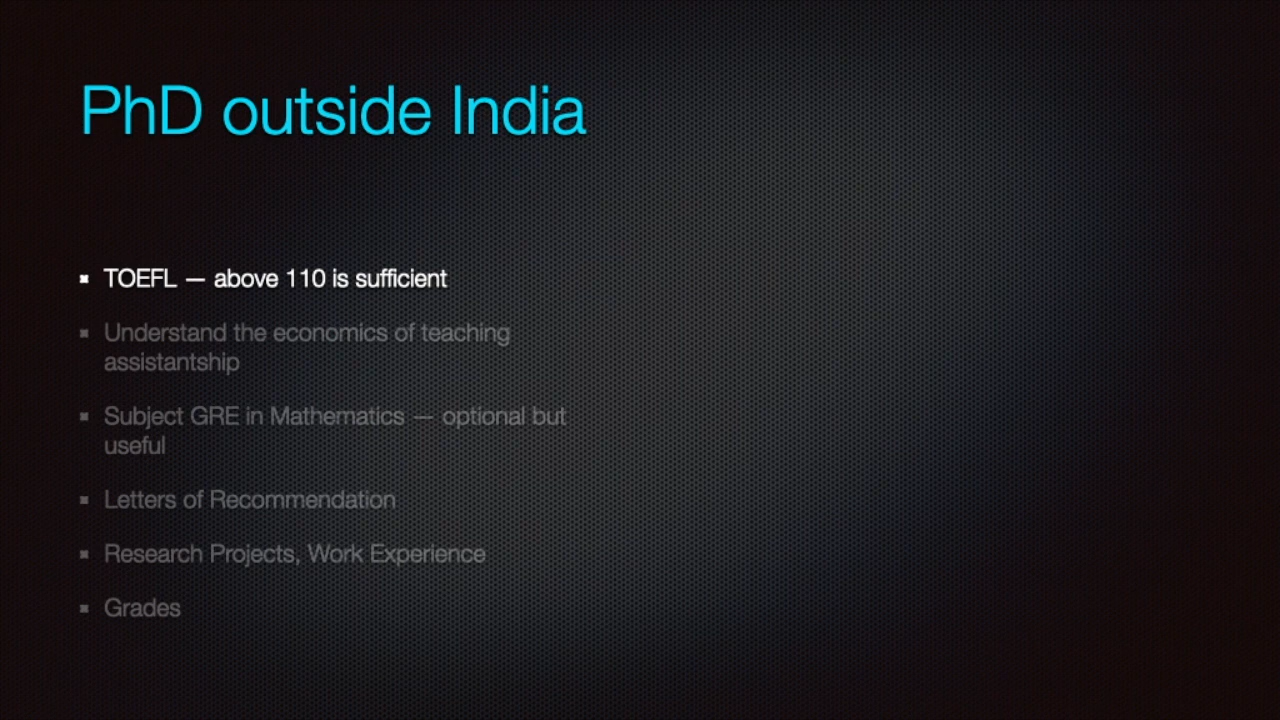 PhD outside India
▪ TOEFL — above 110 is sufficient
▪ Understand the economics of teaching
assistantship
▪ Subject GRE in Mathematics — optional but
useful
▪ Letters of Recommendation
▪ Research Projects, Work Experience
▪ Grades